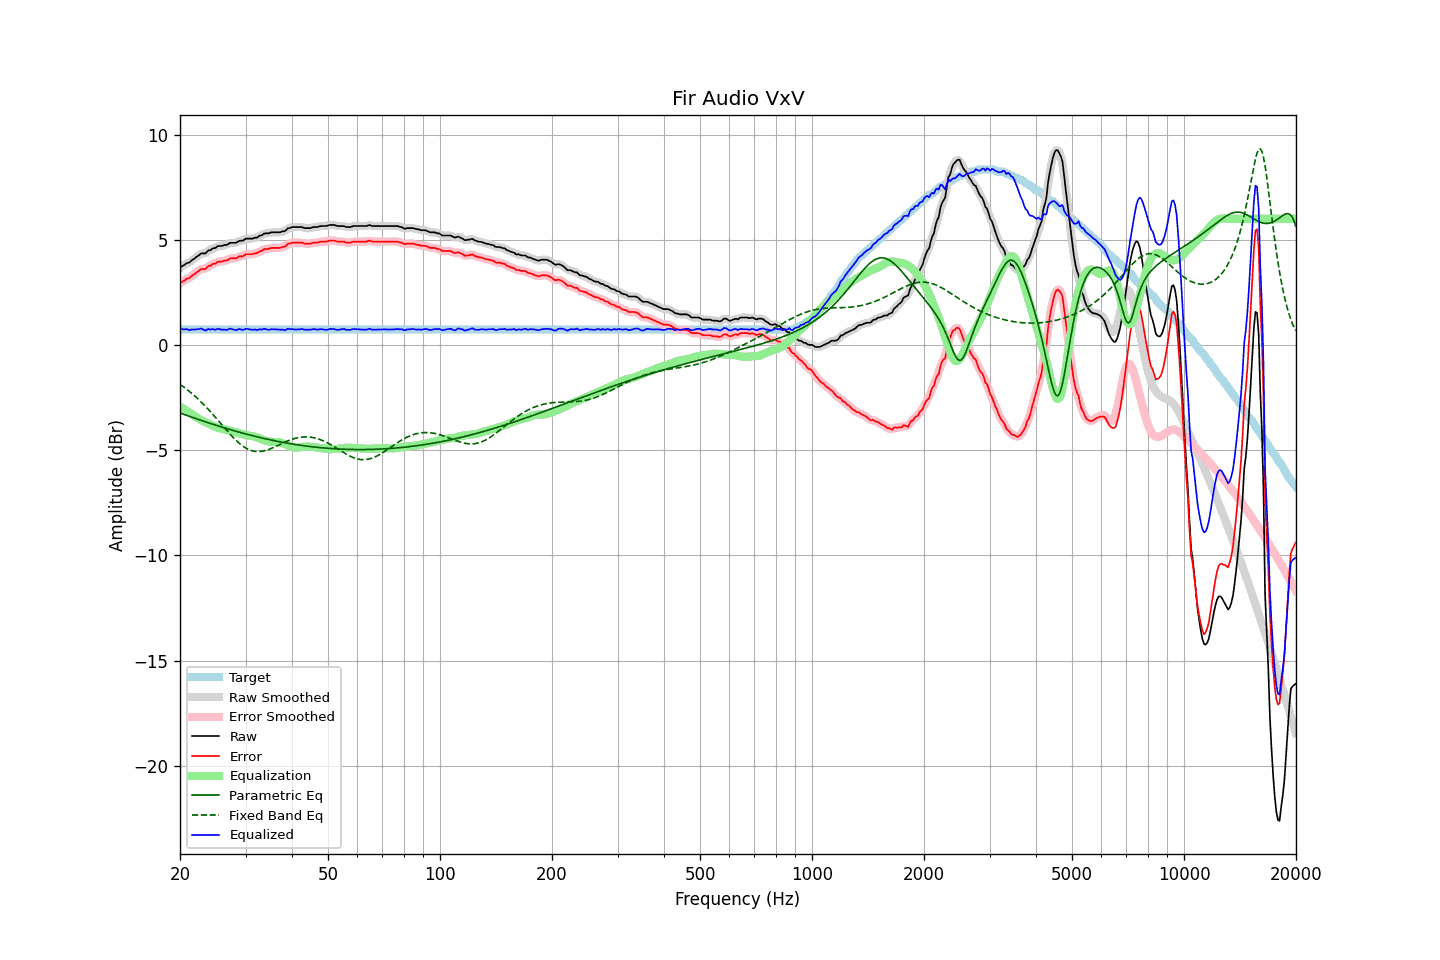 Fir Audio VxV
Amplitude (dBr)
10
5
0
−5
−10
−15
−20
Target
Raw Smoothed
Error Smoothed
Raw
Error
Equalization
Parametric Eq
Fixed Band Eq
Equalized
20 50 100 200 500 1000 2000 5000 10000 20000
Frequency (Hz)